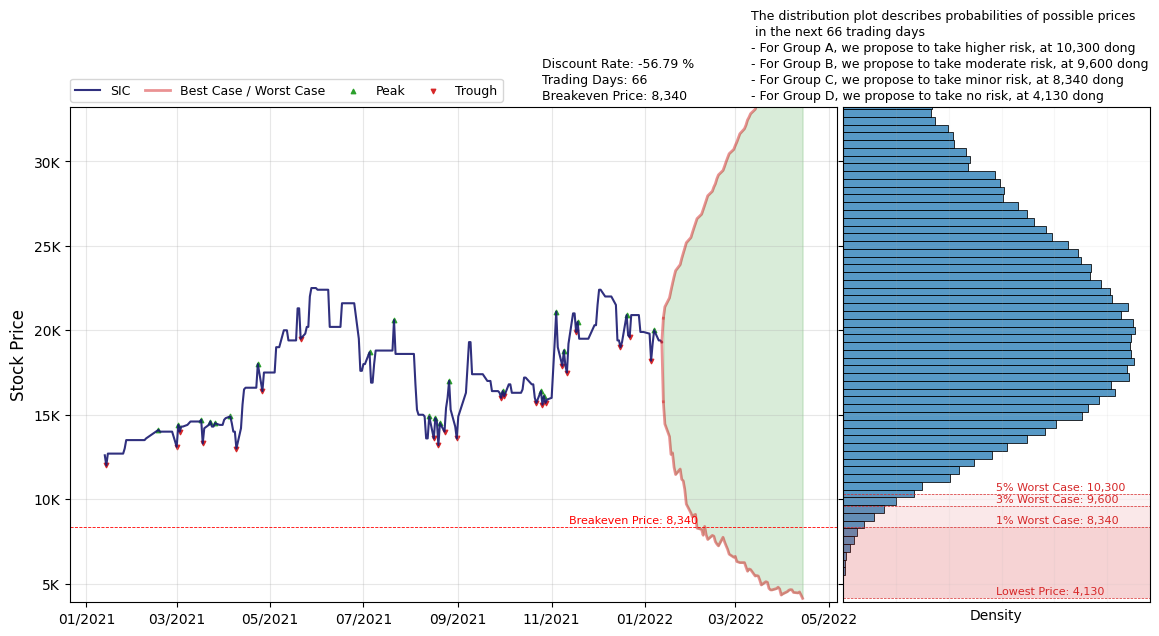 The distribution plot describes probabilities of possible prices
in the next 66 trading days
- For Group A, we propose to take higher risk, at 10,300 dong
- For Group B, we propose to take moderate risk, at 9,600 dong
- For Group C, we propose to take minor risk, at 8,340 dong
- For Group D, we propose to take no risk, at 4,130 dong
Discount Rate: -56.79 %
Trading Days: 66
Breakeven Price: 8,340
SIC
Best Case / Worst Case
Peak
Trough
Stock Price
30K
25K
20K
15K
10K
5K
Breakeven Price: 8,340
01/2021
03/2021
05/2021
07/2021
09/2021
11/2021
01/2022
03/2022
05/2022
5% Worst Case: 10,300
3% Worst Case: 9,600
1% Worst Case: 8,340
Lowest Price: 4,130
Density